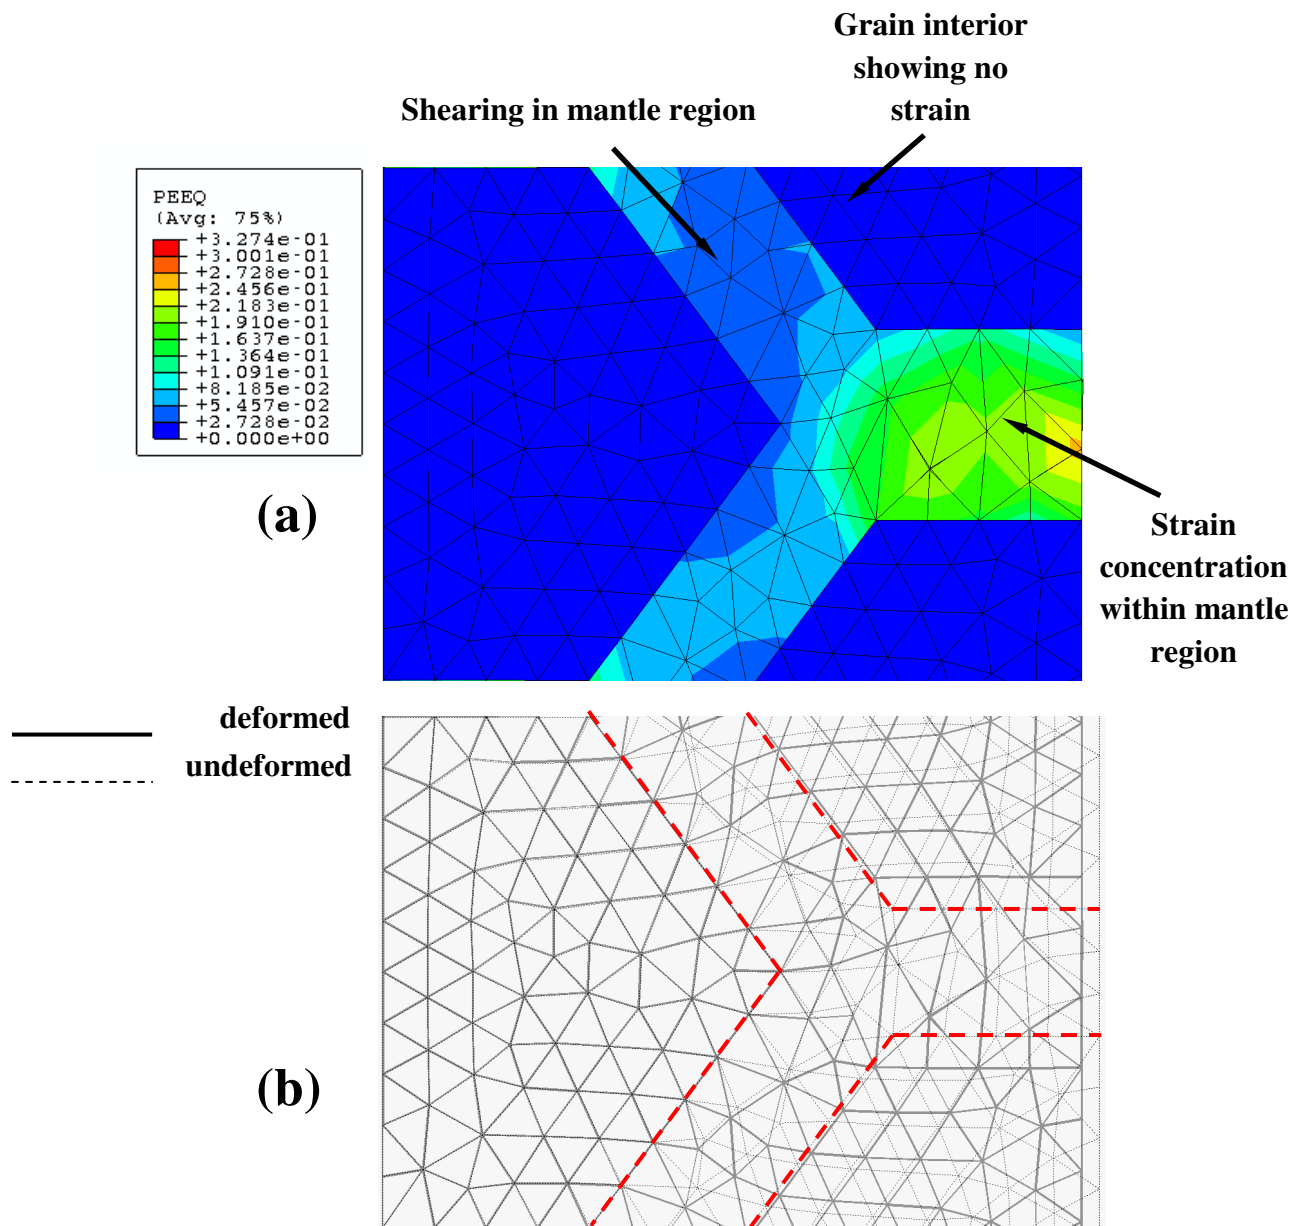 Grain interior
showing no
strain
Shearing in mantle region
PEEQ
(Avg: 75%)
+3.274e-01
+3.001e-01
+2.728e-01
+2.456e-01
+2.183e-01
+1.910e-01
+1.637e-01
+1.364e-01
+1.091e-01
+8.185e-02
+5.457e-02
+2.728e-02
+0.000e+00
(a)
Strain
concentration
within mantle
region
deformed
undeformed
(b)